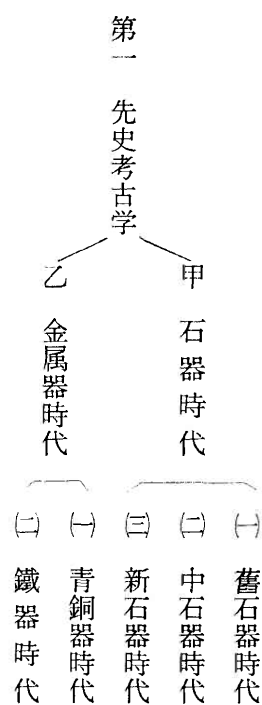 第一 先史考古学
甲 石器時代
㈠ 舊石器時代
㈡ 中石器時代
㈢ 新石器時代
乙 金属器時代
㈠ 青銅器時代
㈡ 鐵器時代